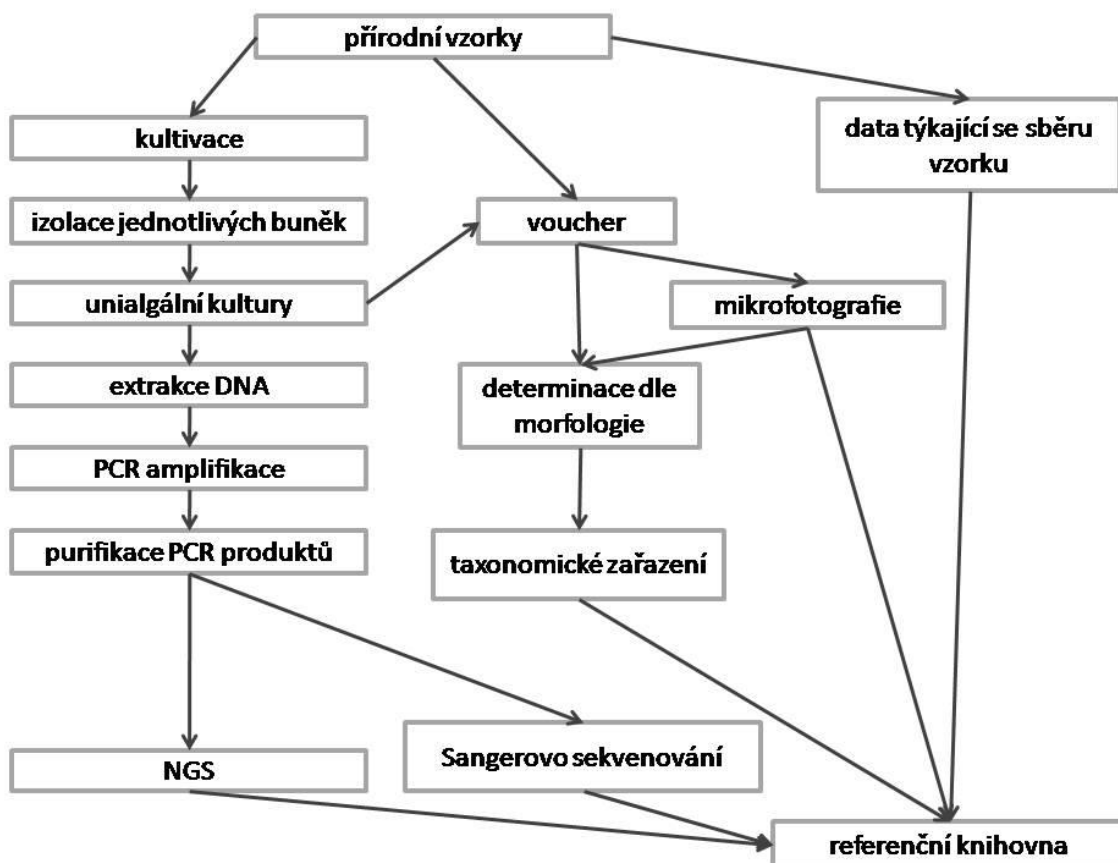 přírodní vzorky
kultivace
data týkající se sběru
vzorku
izolace jednotlivých buněk
voucher
unialgální kultury
mikrofotografie
extrakce DNA
determinace dle
morfologie
PCR amplifikace
purifikace PCR produktů
taxonomické zařazení
NGS
Sangerovo sekvenování
referenční knihovna